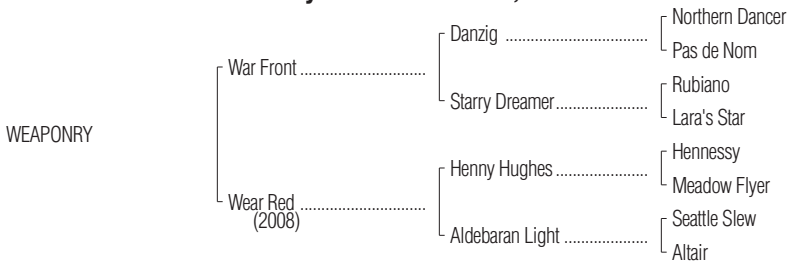 Northern Dancer
Danzig ..................................
Pas de Nom
War Front ..............................
Rubiano
Starry Dreamer......................
Lara's Star
WEAPONRY
Hennessy
Henny Hughes ......................
Meadow Flyer
Wear Red ..............................
(2008)
Seattle Slew
Aldebaran Light ....................
Altair